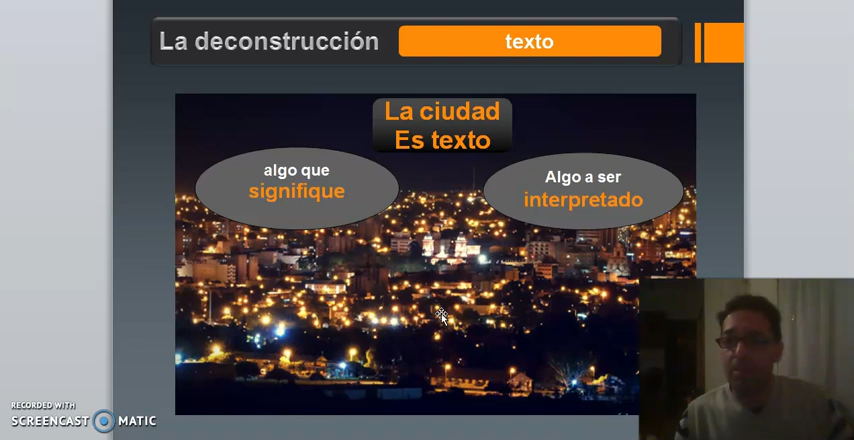 La deconstrucción
texto
La ciudad
Es texto
algo que
signifique
Algo a ser
interpretado
RECORDED WITH
SCREENCAST MATIC